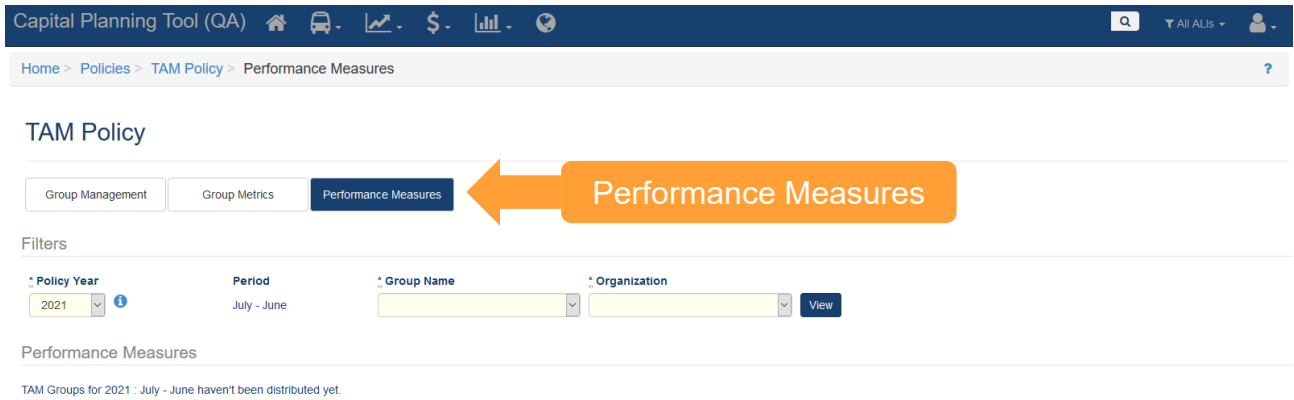 Capital Planning Tool (QA) $ All ALIs
Home > Policies > TAM Policy > Performance Measures ?
TAM Policy
Group Management Group Metrics Performance Measures Performance Measures
Filters
* Policy Year Period * Group Name * Organization
2021 July - June View
Performance Measures
TAM Groups for 2021 : July - June haven't been distributed yet.